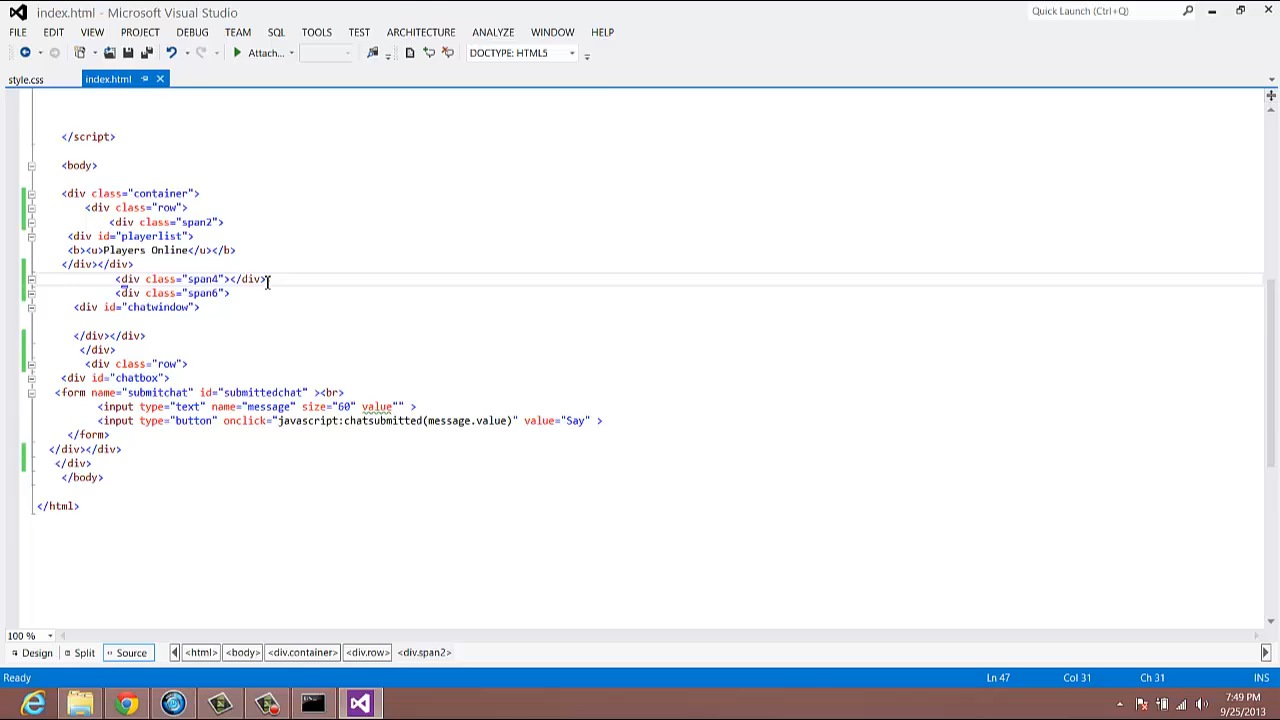 index.html - Microsoft Visual Studio
Quick Launch (Ctrl+Q)
FILE EDIT VIEW PROJECT DEBUG TEAM SQL TOOLS TEST ARCHITECTURE ANALYZE WINDOW HELP
Attach... DOCTYPE: HTML5
style.css index.html
</script>
<body>
<div class="container">
<div class="row">
<div class="span2">
<div id="playerlist">
<b><u>Players Online</u></b>
</div></div>
<div class="span4"></div>
<div class="span6">
<div id="chatwindow">
</div></div>
</div>
<div class="row">
<div id="chatbox">
<form name="submitchat" id="submittedchat" ><br>
<input type="text" name="message" size="60" value"" >
<input type="button" onclick="javascript:chatsubmitted(message.value)" value="Say" >
</form>
</div></div>
</div>
</body>
</html>
100 %
Design Split Source <html> <body> <div.container> <div.row> <div.span2>
Ready Ln 47 Col 31 Ch 31 INS
7:49 PM
9/25/2013